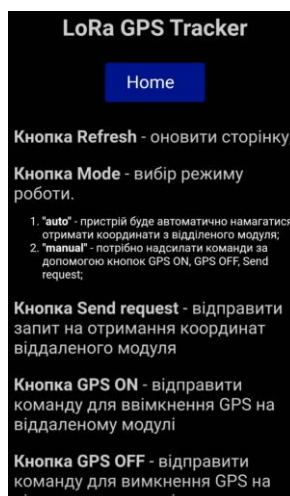 LoRa GPS Tracker
Home
Кнопка Refresh - оновити сторінку
Кнопка Mode - вибір режиму
роботи.
1. "auto" - пристрій буде автоматично намагатися
отримати координати з відділеного модуля;
2. "manual" - потрібно надсилати команди за
допомогою кнопок GPS ON, GPS OFF, Send
request;
Кнопка Send request - відправити
запит на отримання координат
віддаленого модуля
Кнопка GPS ON - відправити
команду для ввімкнення GPS на
віддаленому модулі
Кнопка GPS OFF - відправити
команду для вимкнення GPS на